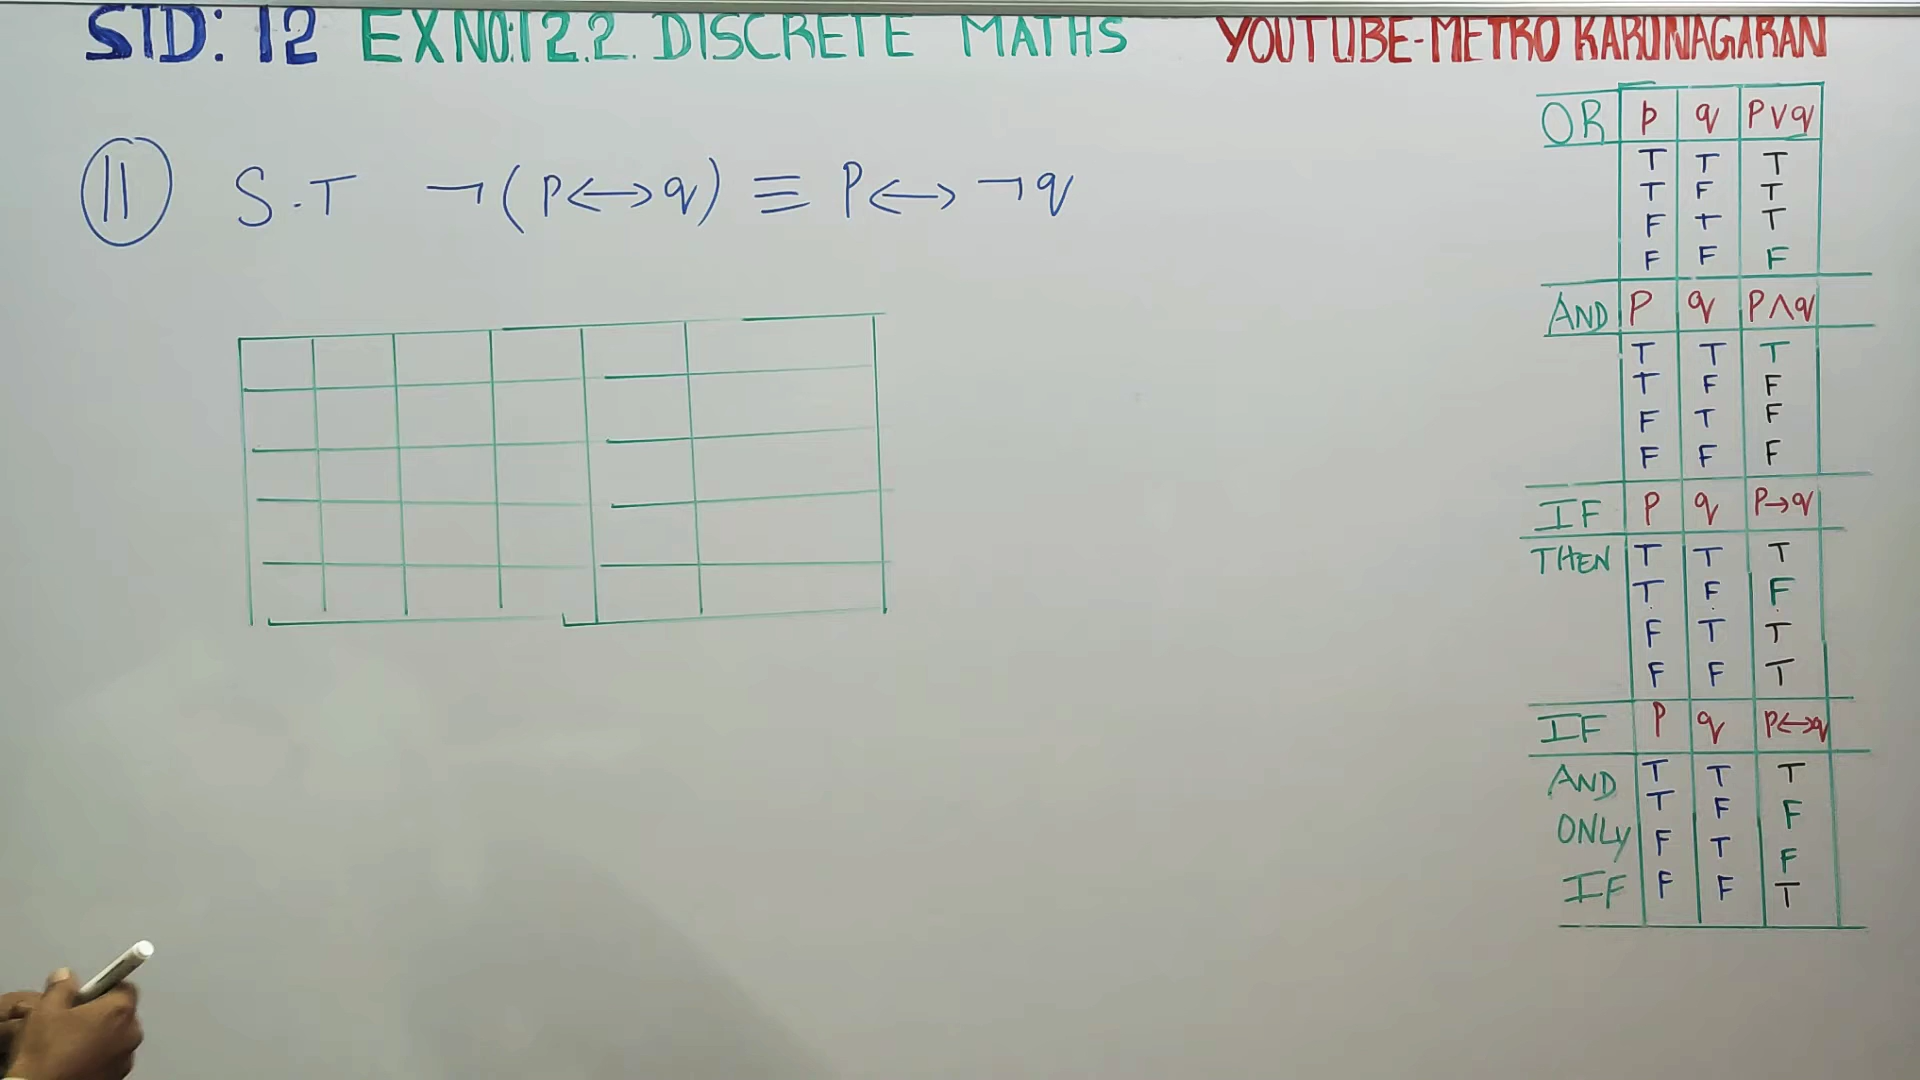 STD: 12 EX NO:12.2. DISCRETE MATHS YOUTUBE-METRO KARUNAGARAN
11 S.T ¬(P↔q) ≡ P↔¬q
OR p q P∨q
T T T
T F T
F T T
F F F
AND P q P∧q
T T T
T F F
F T F
F F F
IF P q P→q
THEN T T T
T F F
F T T
F F T
IF P q P↔q
AND T T T
T F F
ONLY F T F
IF F F T